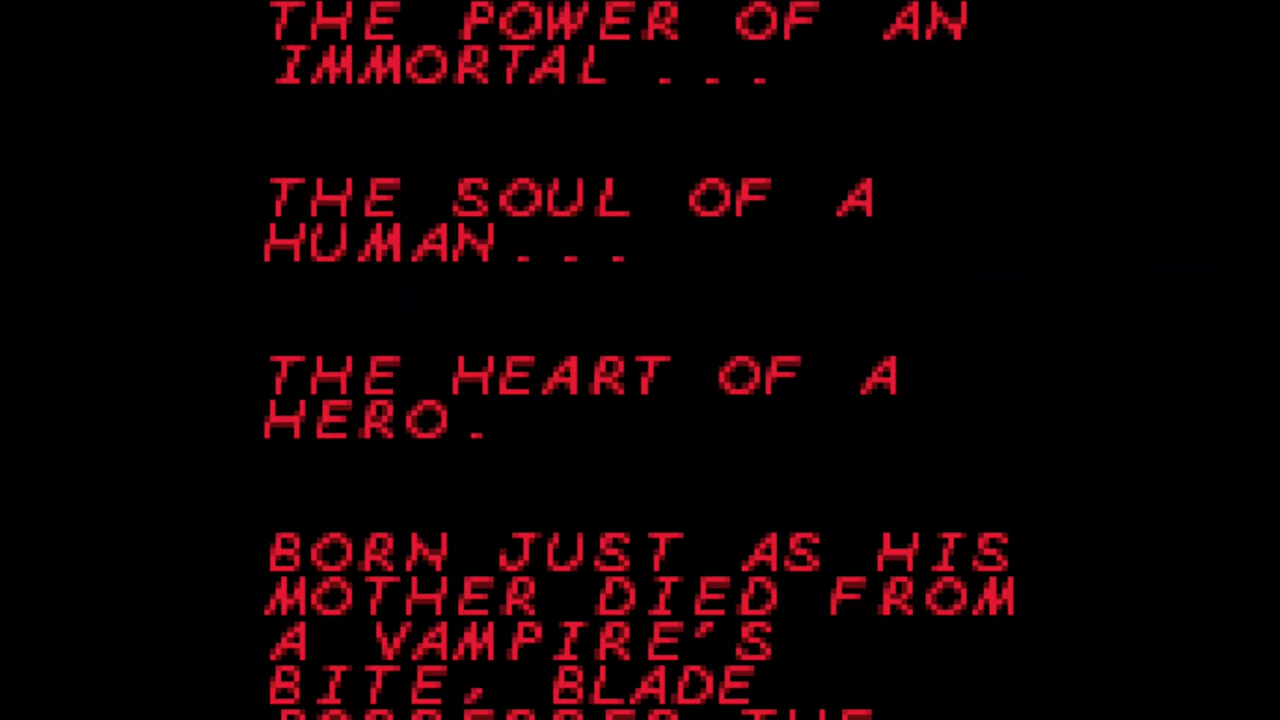 THE POWER OF AN
IMMORTAL ...
THE SOUL OF A
HUMAN...
THE HEART OF A
HERO.
BORN JUST AS HIS
MOTHER DIED FROM
A VAMPIRE'S
BITE, BLADE
THE